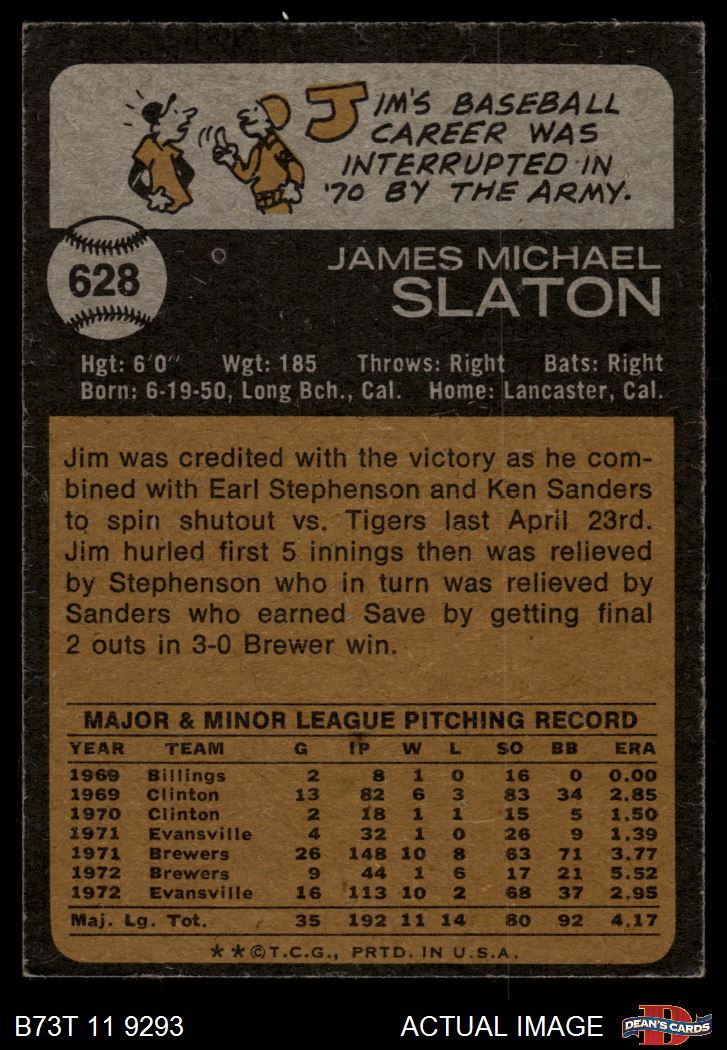 JIM'S BASEBALL
CAREER WAS
INTERRUPTED IN
'70 BY THE ARMY.
628
JAMES MICHAEL
SLATON
Hgt: 6'0" Wgt: 185 Throws: Right Bats: Right
Born: 6-19-50, Long Bch., Cal. Home: Lancaster, Cal.
Jim was credited with the victory as he com-
bined with Earl Stephenson and Ken Sanders
to spin shutout vs. Tigers last April 23rd.
Jim hurled first 5 innings then was relieved
by Stephenson who in turn was relieved by
Sanders who earned Save by getting final
2 outs in 3-0 Brewer win.
MAJOR & MINOR LEAGUE PITCHING RECORD
YEAR TEAM G IP W L SO BB ERA
1969 Billings 2 8 1 0 16 0 0.00
1969 Clinton 13 82 6 3 83 34 2.85
1970 Clinton 2 18 1 1 15 5 1.50
1971 Evansville 4 32 1 0 26 9 1.39
1971 Brewers 26 148 10 8 63 71 3.77
1972 Brewers 9 44 1 6 17 21 5.52
1972 Evansville 16 113 10 2 68 37 2.95
Maj. Lg. Tot. 35 192 11 14 80 92 4.17
**©T.C.G., PRTD. IN U.S.A.
B73T 11 9293 ACTUAL IMAGE
D
DEAN'S CARDS